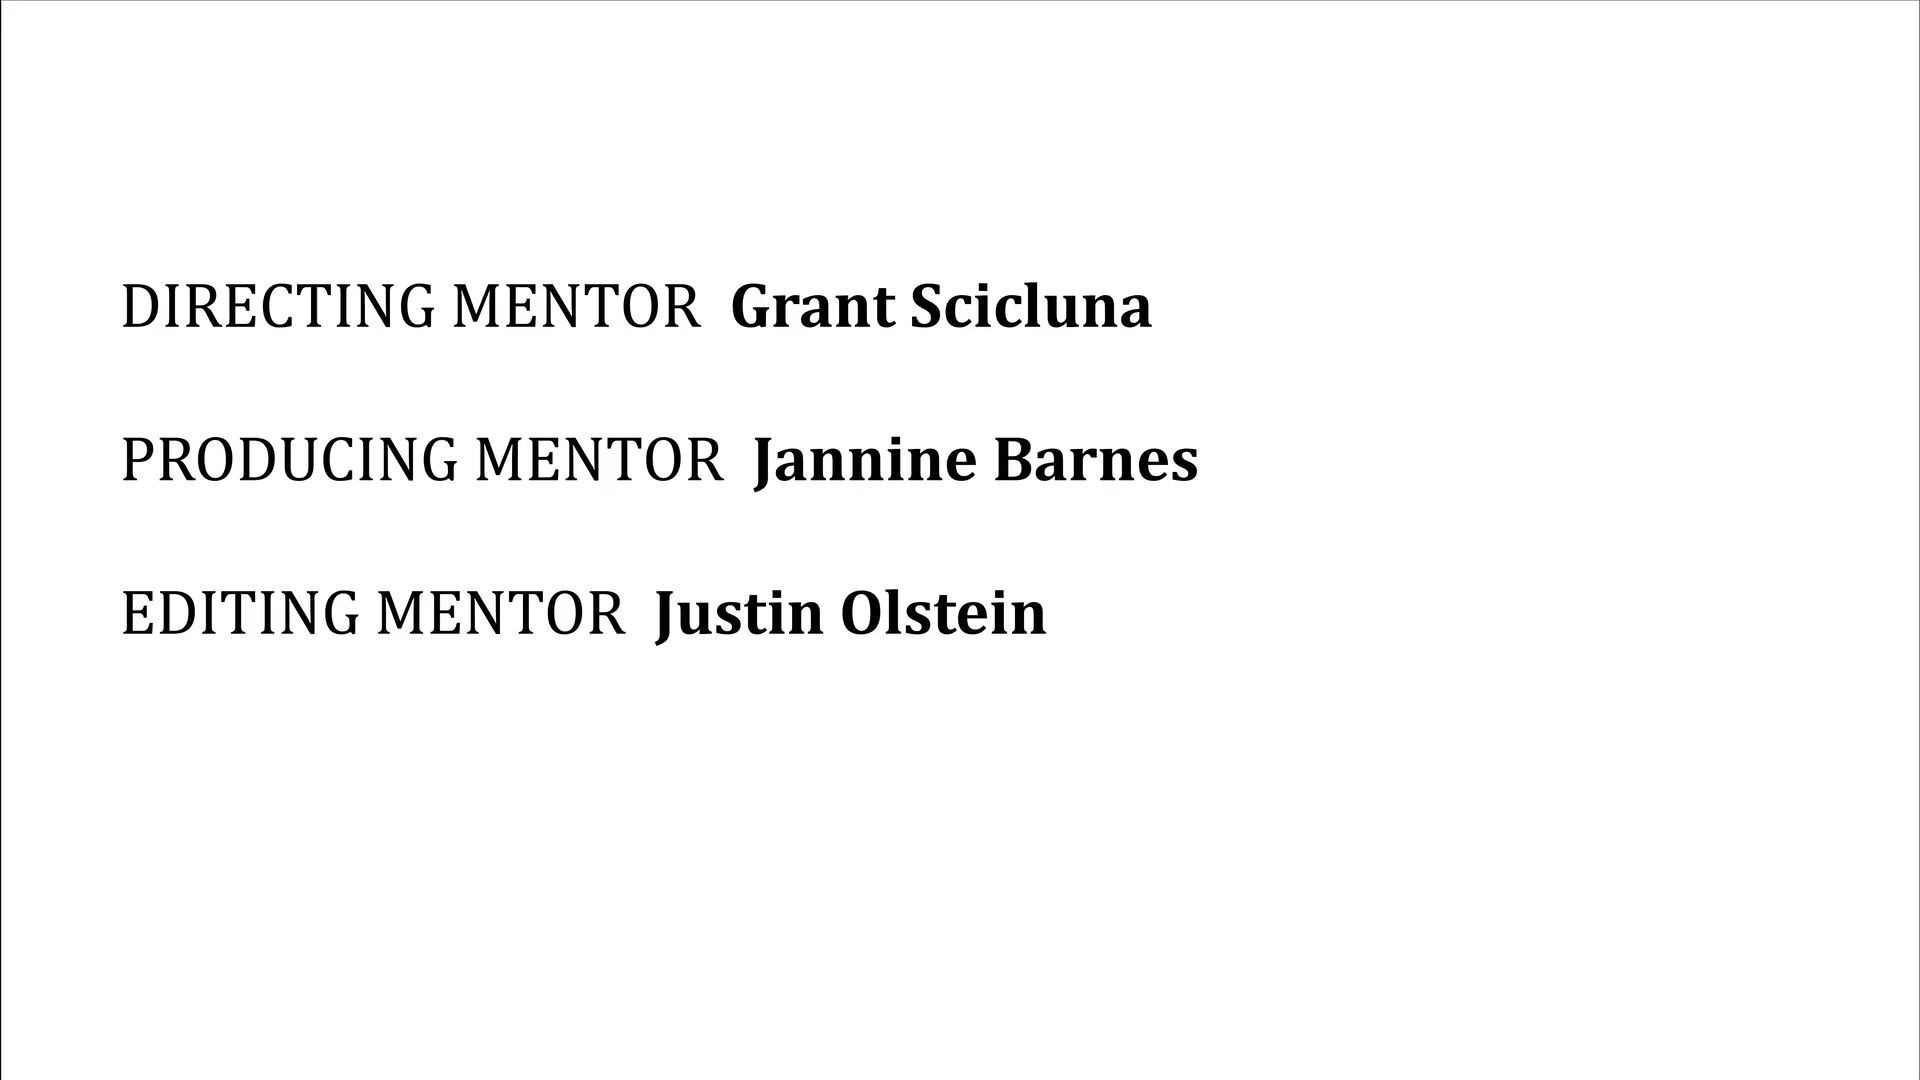 DIRECTING MENTOR Grant Scicluna
PRODUCING MENTOR Jannine Barnes
EDITING MENTOR Justin Olstein